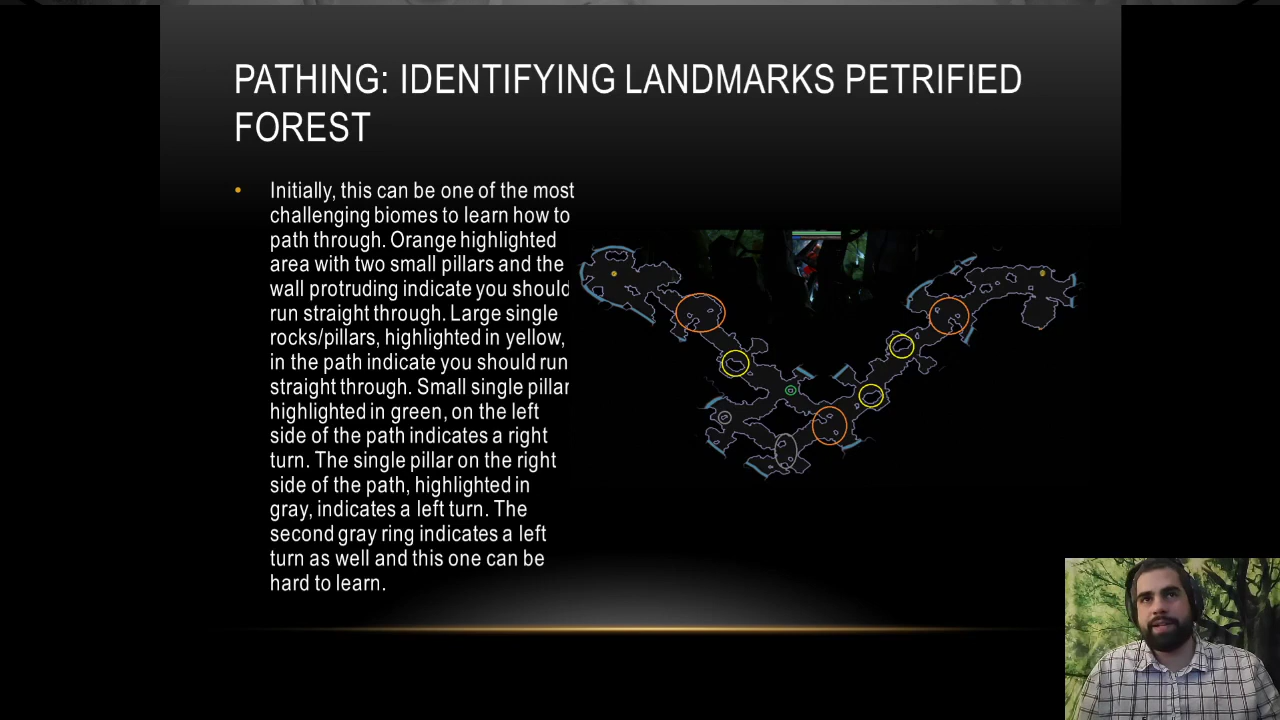 PATHING: IDENTIFYING LANDMARKS PETRIFIED
FOREST
• Initially, this can be one of the most
challenging biomes to learn how to
path through. Orange highlighted
area with two small pillars and the
wall protruding indicate you should
run straight through. Large single
rocks/pillars, highlighted in yellow,
in the path indicate you should run
straight through. Small single pillar
highlighted in green, on the left
side of the path indicates a right
turn. The single pillar on the right
side of the path, highlighted in
gray, indicates a left turn. The
second gray ring indicates a left
turn as well and this one can be
hard to learn.